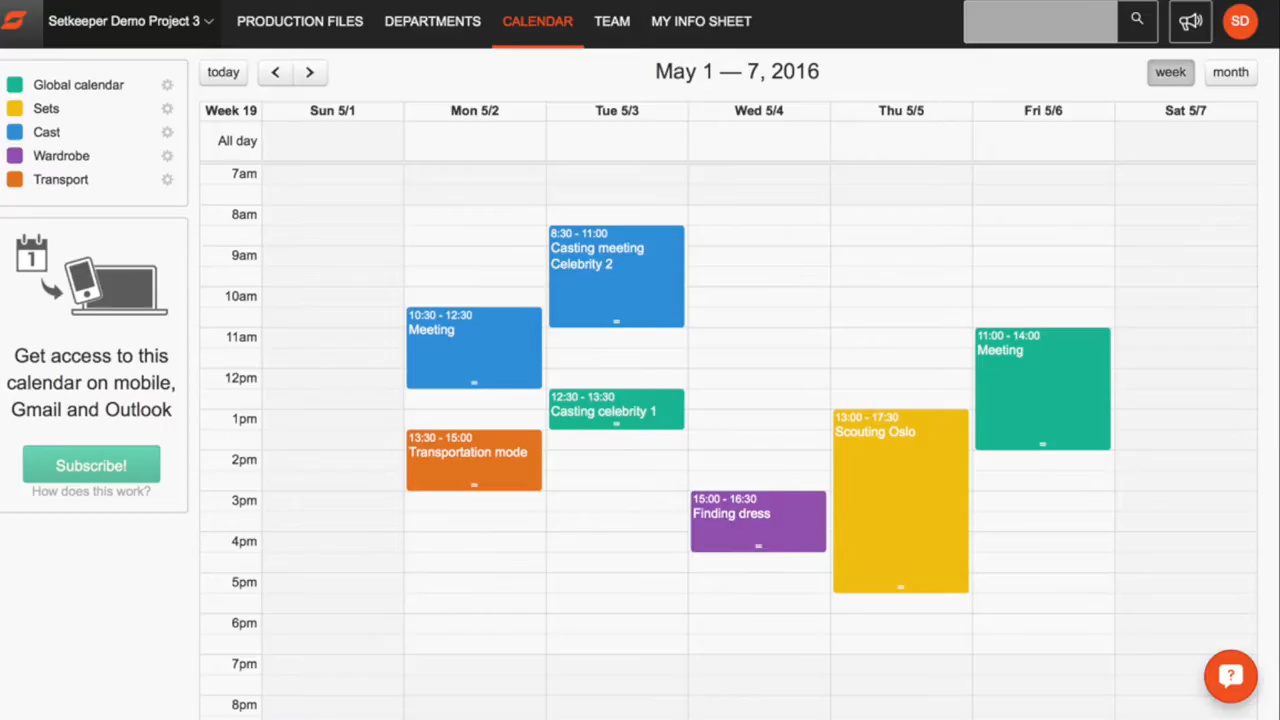 Setkeeper Demo Project 3
PRODUCTION FILES
DEPARTMENTS
CALENDAR
TEAM
MY INFO SHEET
SD
Global calendar
Sets
Cast
Wardrobe
Transport
1
Get access to this
calendar on mobile,
Gmail and Outlook
Subscribe!
How does this work?
today
May 1 — 7, 2016
week
month
Week 19
Sun 5/1
Mon 5/2
Tue 5/3
Wed 5/4
Thu 5/5
Fri 5/6
Sat 5/7
All day
7am
8am
9am
10am
11am
12pm
1pm
2pm
3pm
4pm
5pm
6pm
7pm
8pm
10:30 - 12:30
Meeting
13:30 - 15:00
Transportation mode
8:30 - 11:00
Casting meeting
Celebrity 2
12:30 - 13:30
Casting celebrity 1
15:00 - 16:30
Finding dress
13:00 - 17:30
Scouting Oslo
11:00 - 14:00
Meeting
?